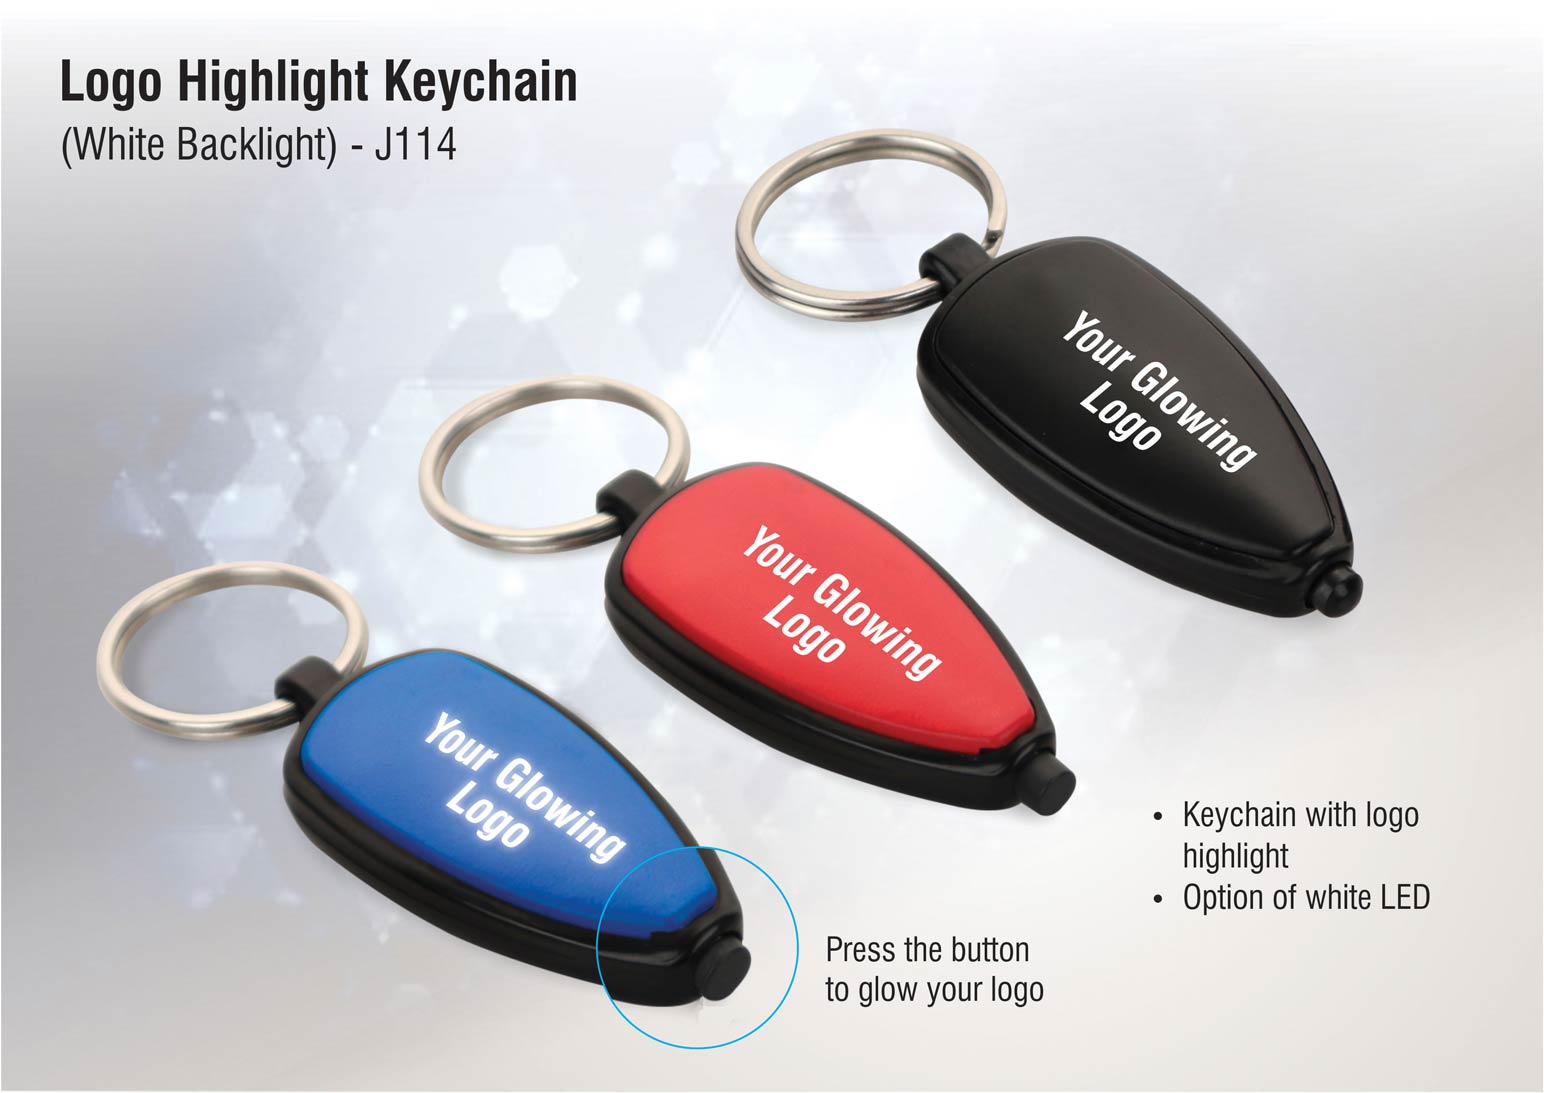 Logo Highlight Keychain
(White Backlight) - J114
Your Glowing
Logo
Your Glowing
Logo
Your Glowing
Logo
• Keychain with logo
highlight
• Option of white LED
Press the button
to glow your logo